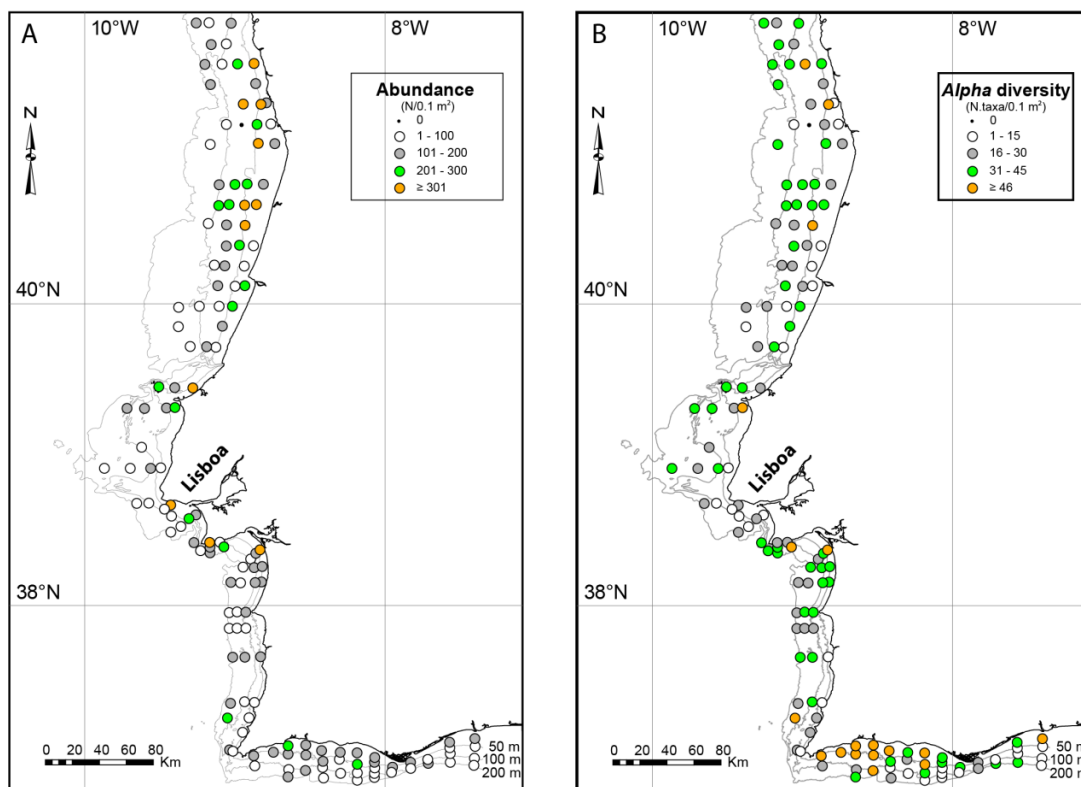 A
10°W
8°W
Abundance
(N/0.1 m²)
0
1 - 100
101 - 200
201 - 300
≥ 301
N
40°N
Lisboa
38°N
0 20 40 60 80
Km
50 m
100 m
200 m
B
10°W
8°W
Alpha diversity
(N.taxa/0.1 m²)
0
1 - 15
16 - 30
31 - 45
≥ 46
N
40°N
Lisboa
38°N
0 20 40 60 80
Km
50 m
100 m
200 m